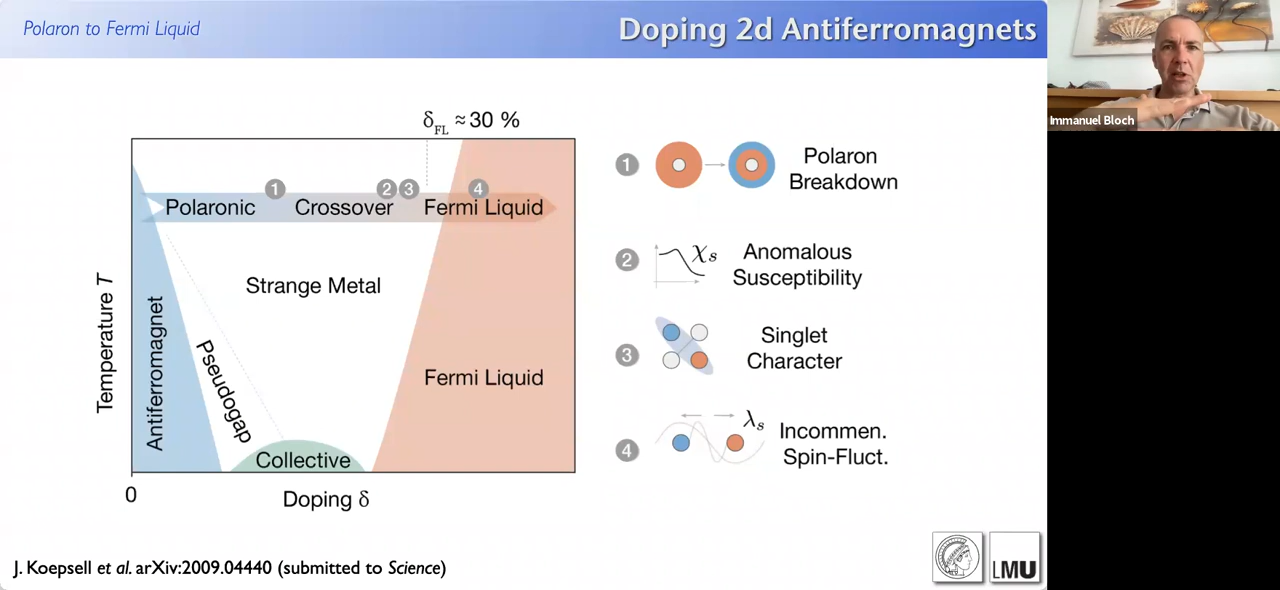 Polaron to Fermi Liquid
Doping 2d Antiferromagnets
Immanuel Bloch
δFL ≈ 30 %
1
2
3
4
Polaronic
Crossover
Fermi Liquid
Strange Metal
Temperature T
Antiferromagnet
Pseudogap
Fermi Liquid
Collective
0
Doping δ
1
Polaron
Breakdown
2
χs
Anomalous
Susceptibility
3
Singlet
Character
4
λs
Incommen.
Spin-Fluct.
J. Koepsell et al. arXiv:2009.04440 (submitted to Science)
LMU